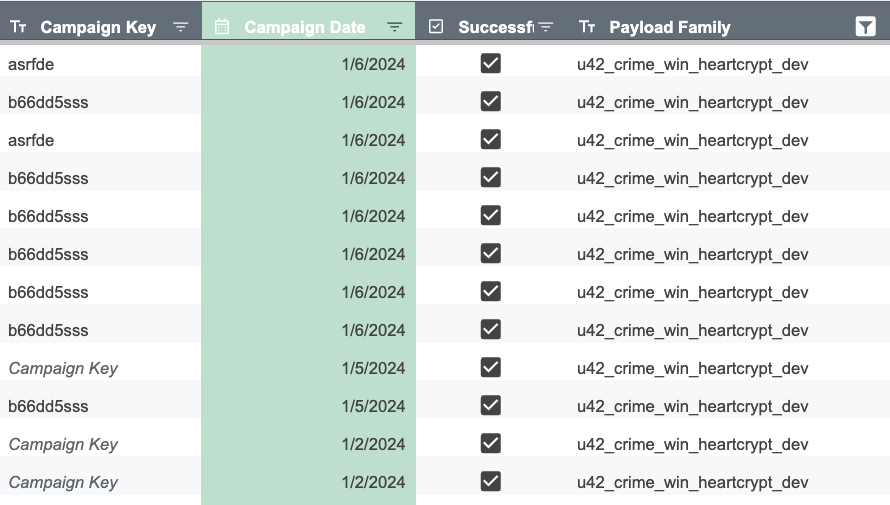 Tт Campaign Key Campaign Date Successfu Tт Payload Family
asrfde 1/6/2024 u42_crime_win_heartcrypt_dev
b66dd5sss 1/6/2024 u42_crime_win_heartcrypt_dev
asrfde 1/6/2024 u42_crime_win_heartcrypt_dev
b66dd5sss 1/6/2024 u42_crime_win_heartcrypt_dev
b66dd5sss 1/6/2024 u42_crime_win_heartcrypt_dev
b66dd5sss 1/6/2024 u42_crime_win_heartcrypt_dev
b66dd5sss 1/6/2024 u42_crime_win_heartcrypt_dev
b66dd5sss 1/6/2024 u42_crime_win_heartcrypt_dev
Campaign Key 1/5/2024 u42_crime_win_heartcrypt_dev
b66dd5sss 1/5/2024 u42_crime_win_heartcrypt_dev
Campaign Key 1/2/2024 u42_crime_win_heartcrypt_dev
Campaign Key 1/2/2024 u42_crime_win_heartcrypt_dev